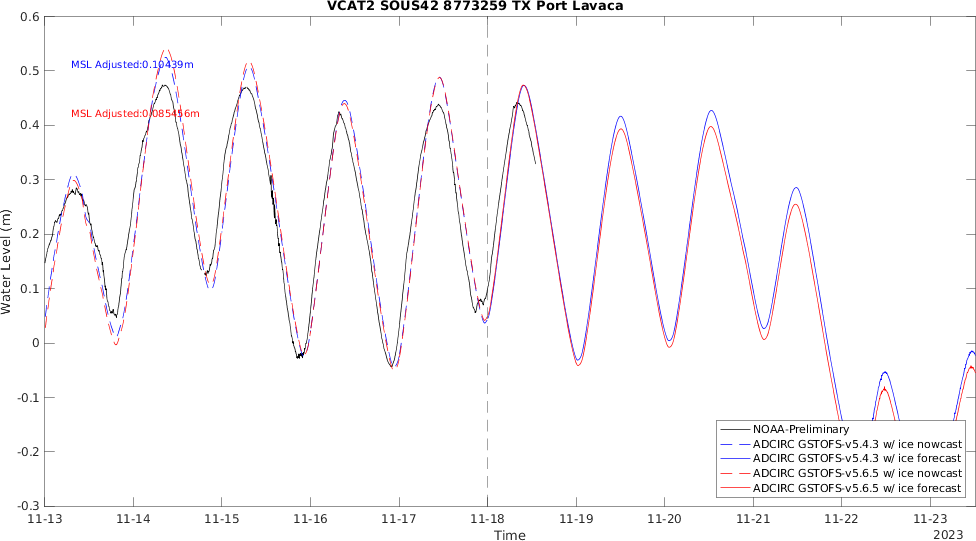 VCAT2 SOUS42 8773259 TX Port Lavaca
0.6
0.5
0.4
0.3
0.2
0.1
0
-0.1
-0.2
-0.3
Water Level (m)
MSL Adjusted:0.10439m
MSL Adjusted:0.085456m
NOAA-Preliminary
ADCIRC GSTOFS-v5.4.3 w/ ice nowcast
ADCIRC GSTOFS-v5.4.3 w/ ice forecast
ADCIRC GSTOFS-v5.6.5 w/ ice nowcast
ADCIRC GSTOFS-v5.6.5 w/ ice forecast
11-13 11-14 11-15 11-16 11-17 11-18 11-19 11-20 11-21 11-22 11-23
Time
2023